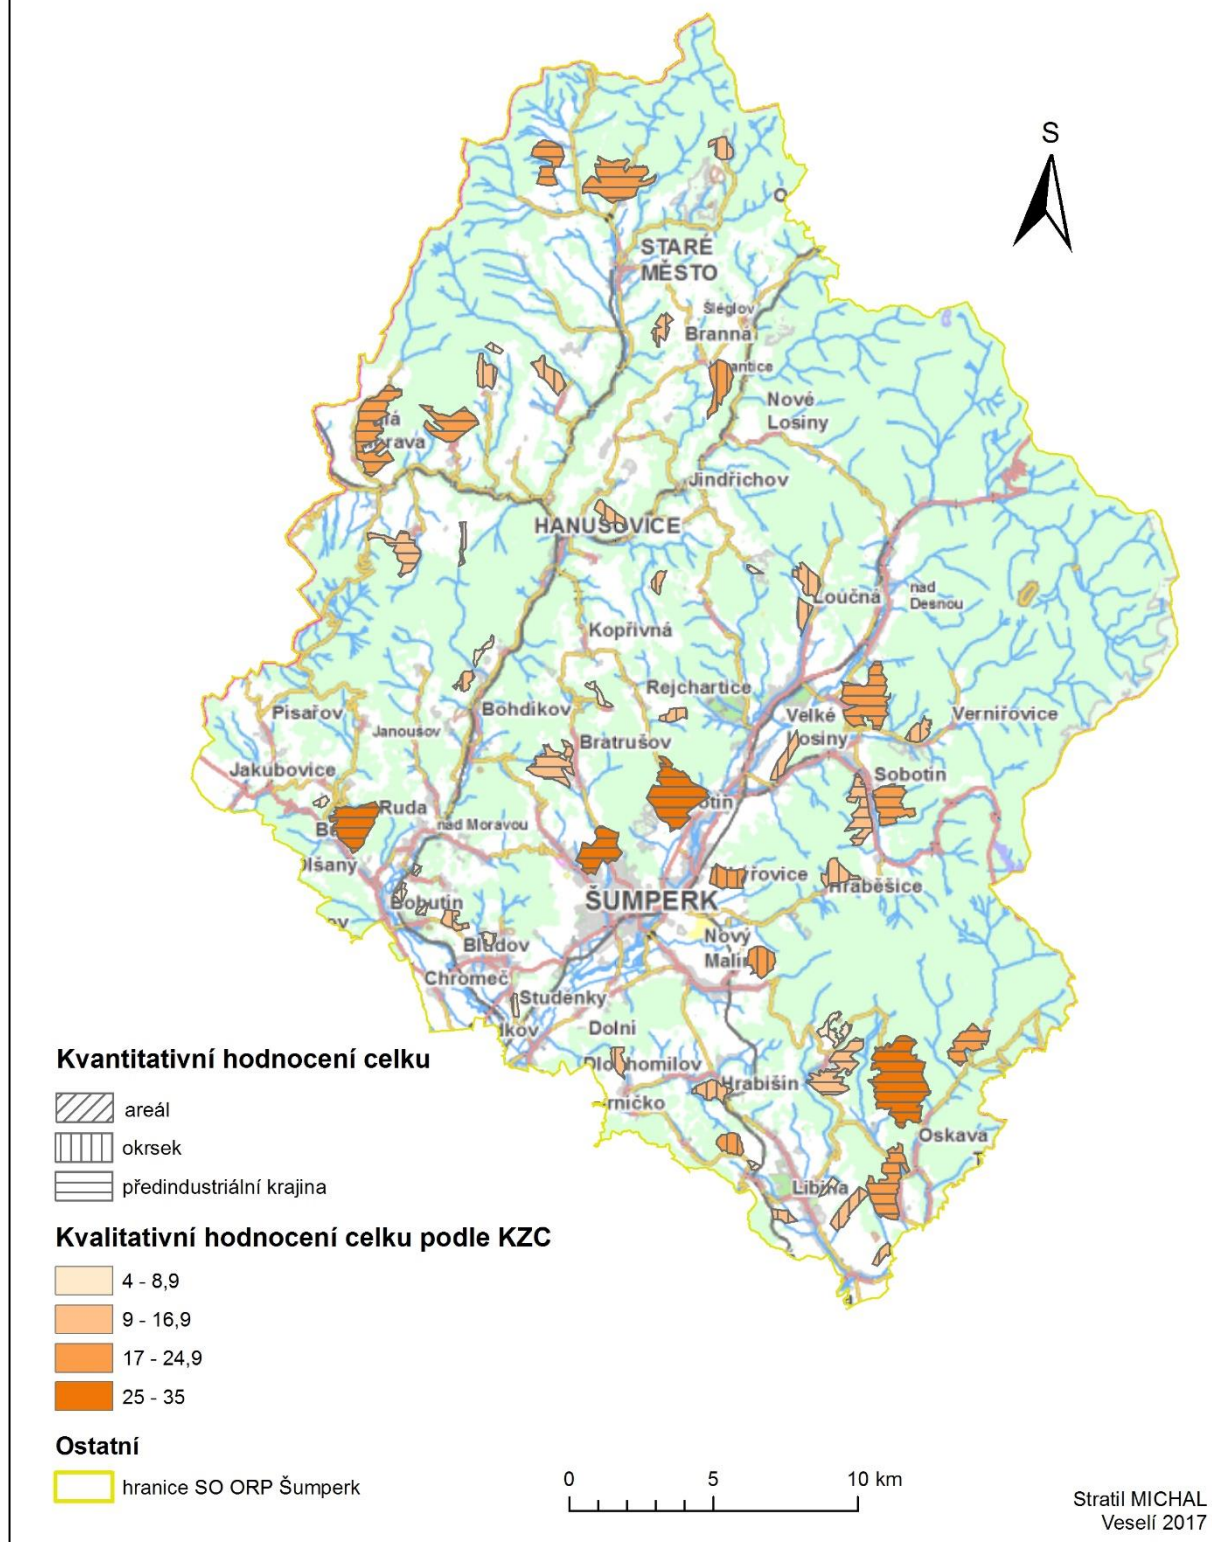 S
STARÉ
MĚSTO
Šléglov
Branná
Nové
Losiny
Jindřichov
HANUŠOVICE
Loučná
nad
Desnou
Kopřivná
Rejchartice
Písařov
Janoušov
Bohdíkov
Velké
Losiny
Vernířovice
Bratrušov
Jakubovice
Sobotín
Ruda
nad Moravou
Hraběšice
ŠUMPERK
Bohutín
Nový
Malín
Bludov
Chromeč
Studénky
Dolní
Hrabišín
Oskava
Libina
Kvantitativní hodnocení celku
areál
okrsek
předindustriální krajina
Kvalitativní hodnocení celku podle KZC
4 - 8,9
9 - 16,9
17 - 24,9
25 - 35
Ostatní
hranice SO ORP Šumperk
0 5 10 km
Stratil MICHAL
Veselí 2017